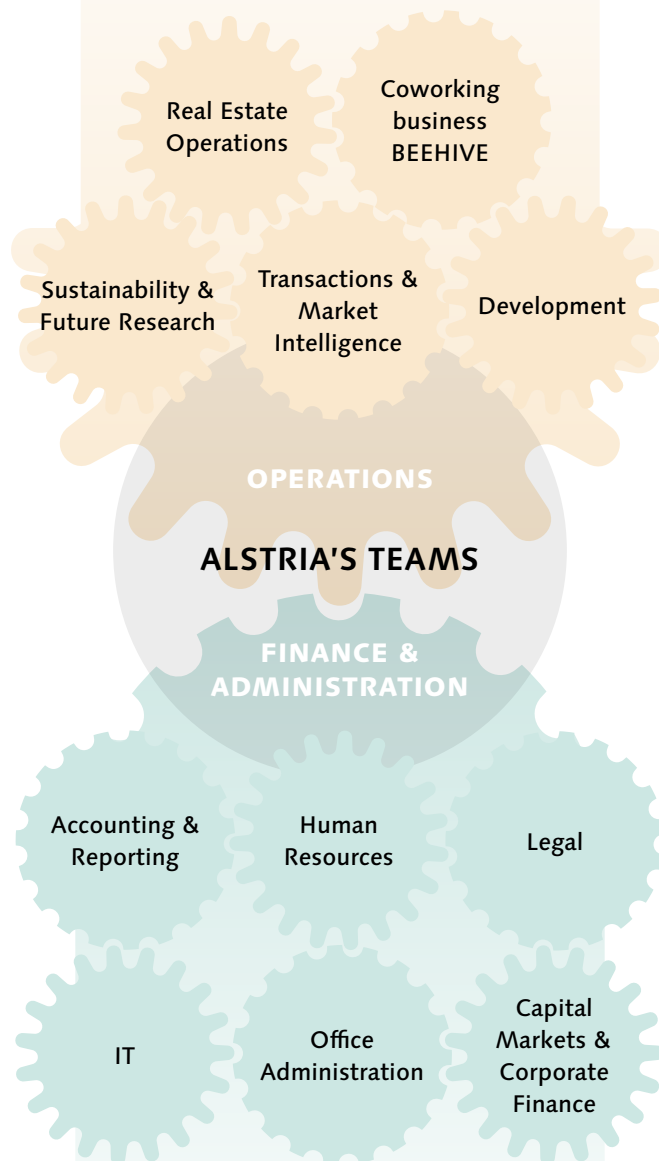 Real Estate
Operations
Coworking
business
BEEHIVE
Sustainability &
Future Research
Transactions &
Market
Intelligence
Development
OPERATIONS
ALSTRIA'S TEAMS
FINANCE &
ADMINISTRATION
Accounting &
Reporting
Human
Resources
Legal
IT
Office
Administration
Capital
Markets &
Corporate
Finance